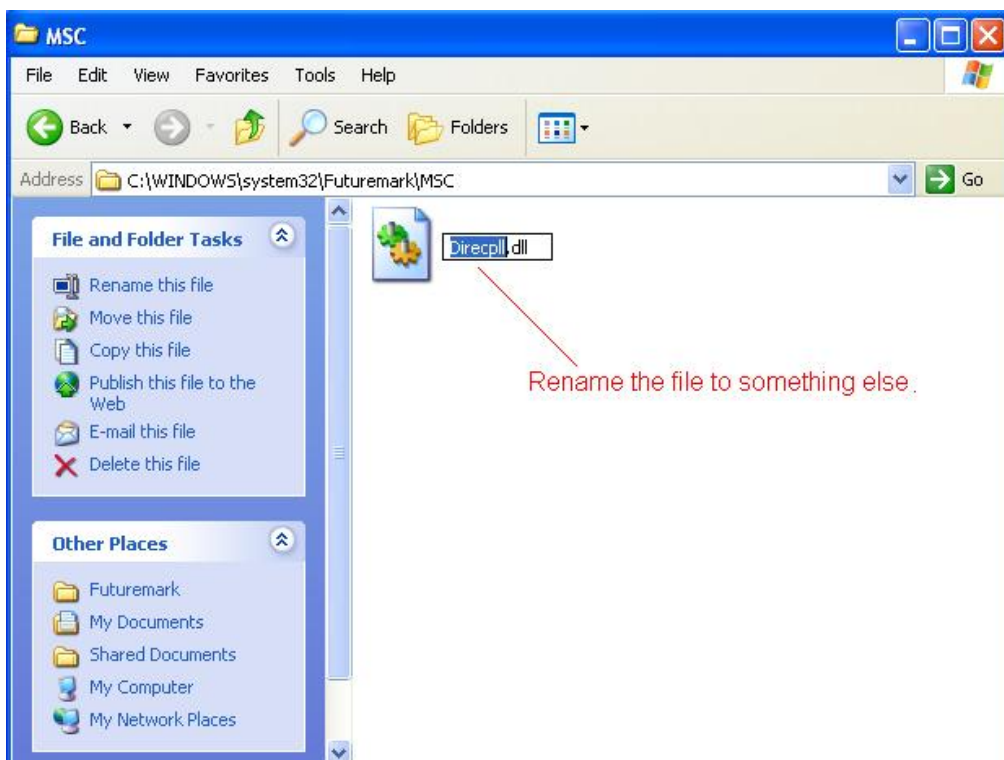 MSC
File Edit View Favorites Tools Help
Back Search Folders
Address C:\WINDOWS\system32\Futuremark\MSC Go
File and Folder Tasks
Rename this file
Move this file
Copy this file
Publish this file to the
Web
E-mail this file
Delete this file
Other Places
Futuremark
My Documents
Shared Documents
My Computer
My Network Places
Direcpll.dll
Rename the file to something else.